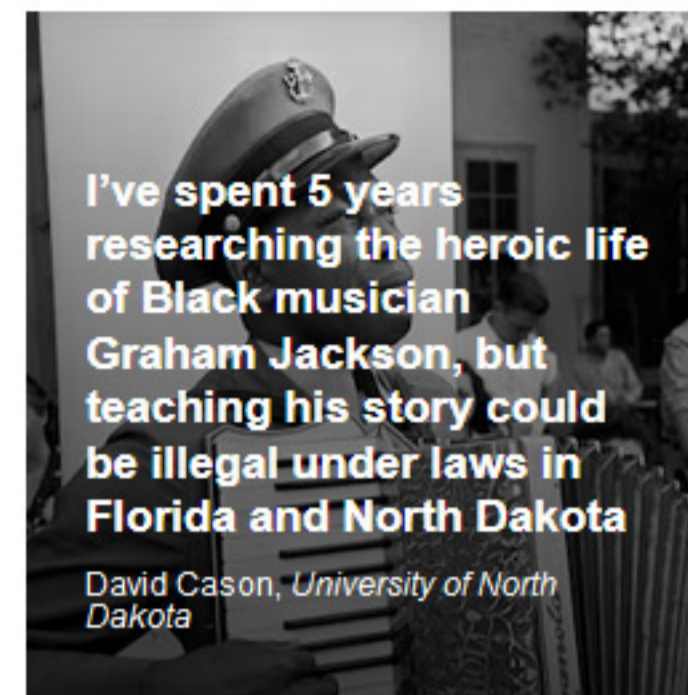 I've spent 5 years
researching the heroic life
of Black musician
Graham Jackson, but
teaching his story could
be illegal under laws in
Florida and North Dakota
David Cason, University of North
Dakota